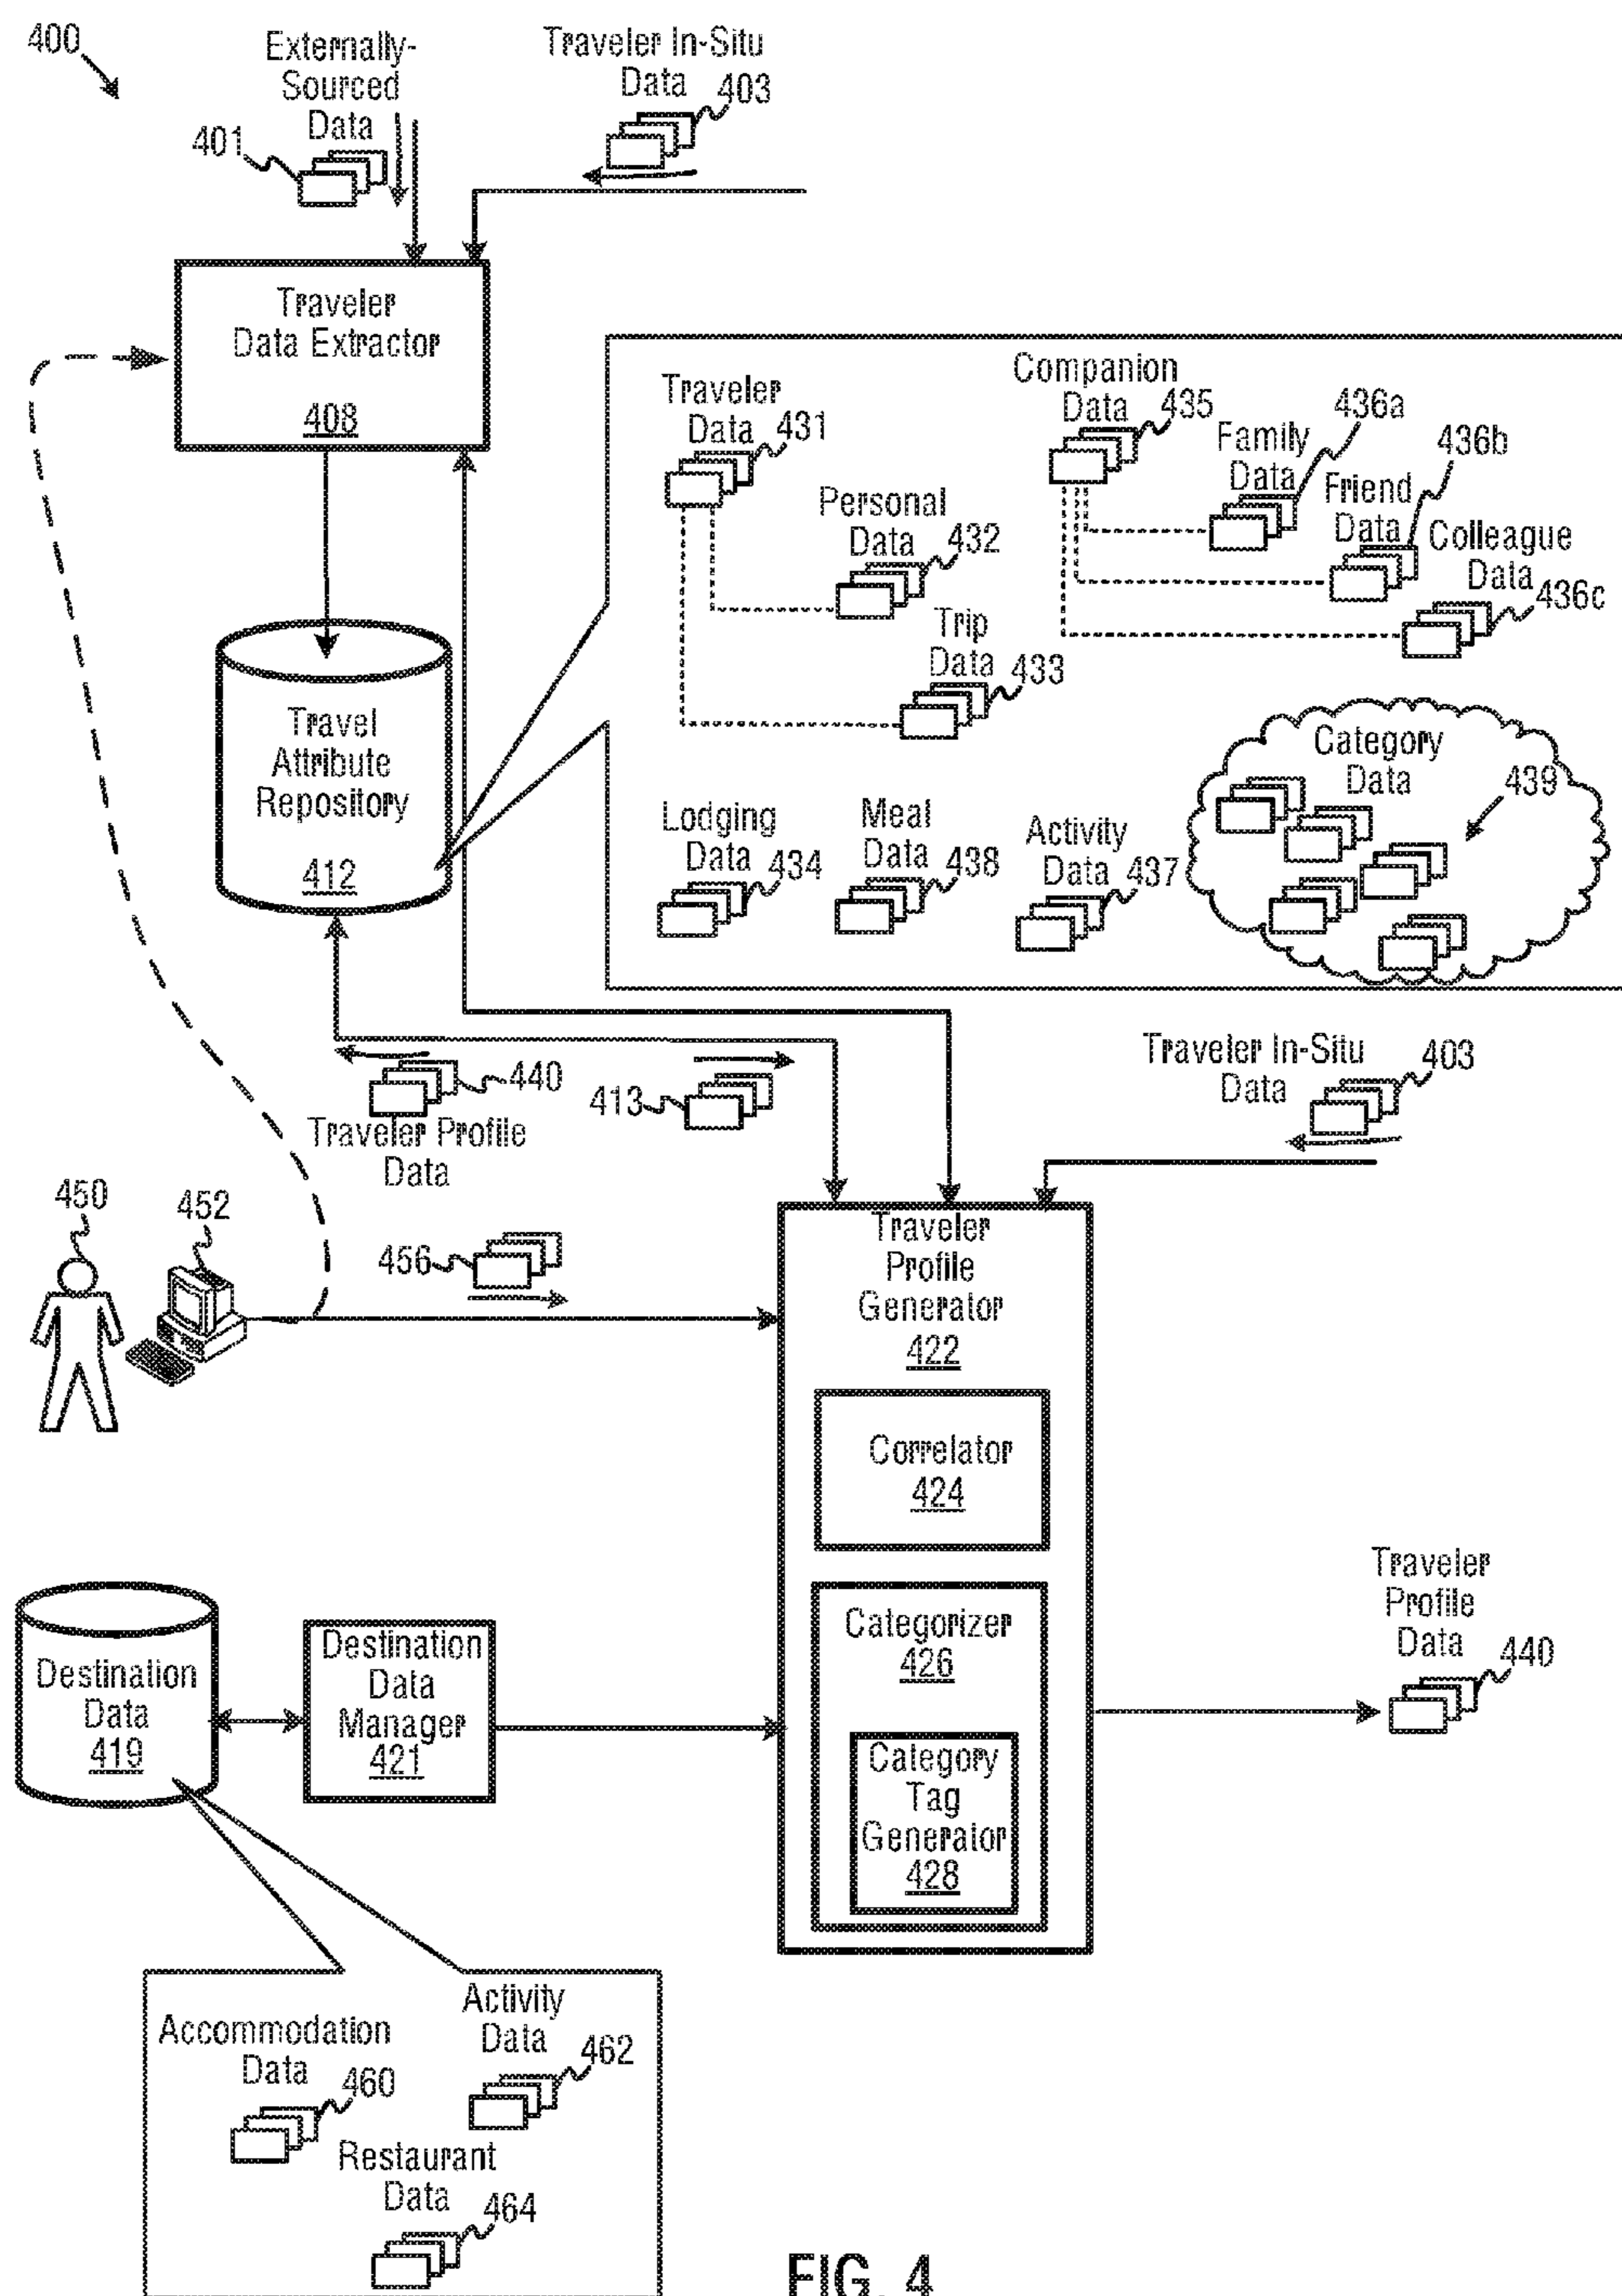 400
Externally-
Sourced
Data
401
Traveler In-Situ
Data
403
Traveler
Data Extractor
408
Travel
Attribute
Repository
412
Traveler
Data
431
Personal
Data
432
Trip
Data
433
Companion
Data
435
Family
Data
436a
Friend
Data
436b
Colleague
Data
436c
Lodging
Data
434
Meal
Data
438
Activity
Data
437
Category
Data
439
440
Traveler Profile
Data
413
Traveler In-Situ
Data
403
450
452
456
Traveler
Profile
Generator
422
Correlator
424
Categorizer
426
Category
Tag
Generator
428
Destination
Data
419
Destination
Data
Manager
421
Traveler
Profile
Data
440
Accommodation
Data
460
Activity
Data
462
Restaurant
Data
464
FIG. 4